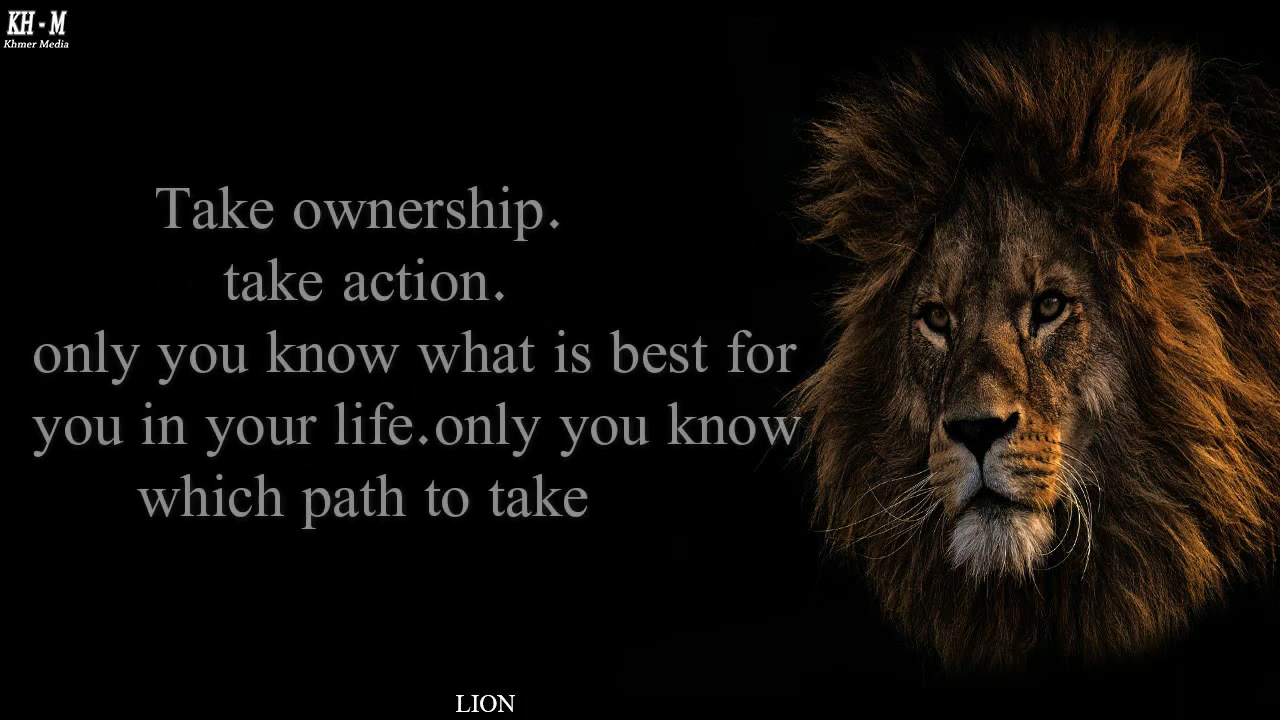 KH - M
Khmer Media
Take ownership.
take action.
only you know what is best for
you in your life.only you know
which path to take
LION